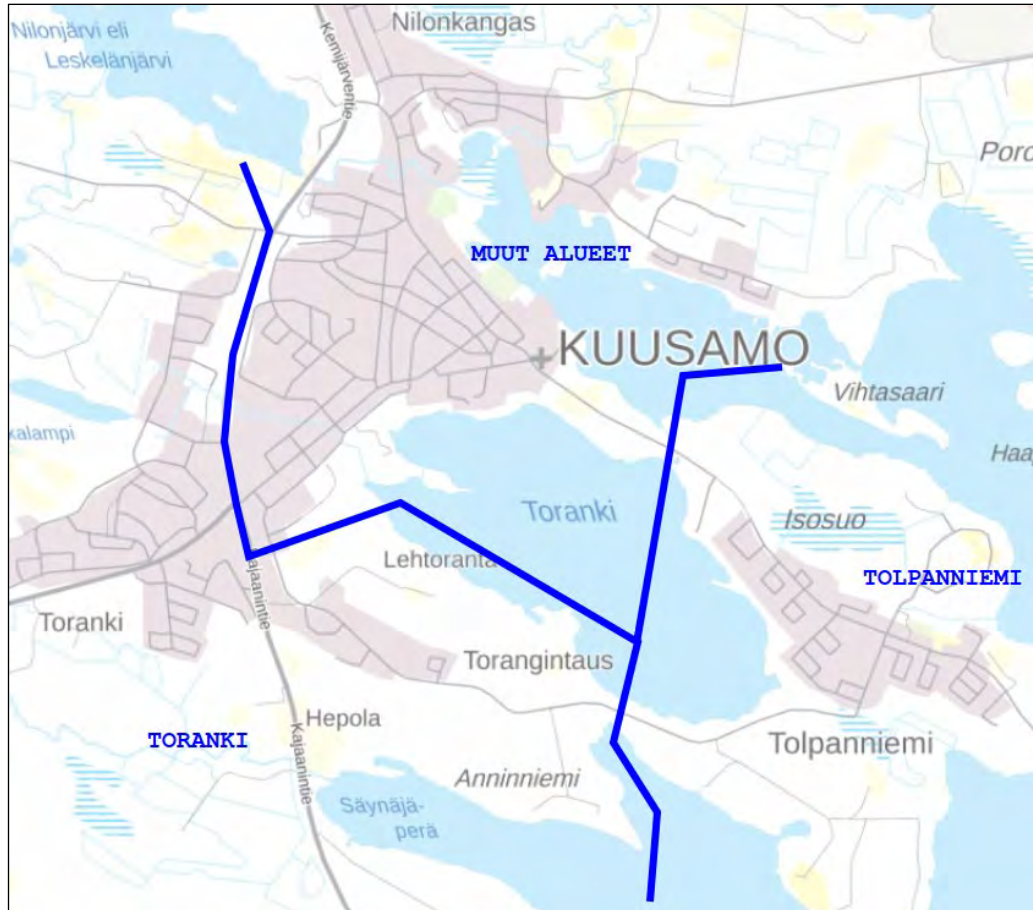 Nilonjärvi eli
Leskelänjärvi
Nilonkangas
Kemijärventie
MUUT ALUEET
KUUSAMO
Vihtasaari
Toranki
Isosuo
Lehtoranta
TOLPANNIEMI
Kajaanintie
Toranki
Torangintaus
Hepola
TORANKI
Kajaanintie
Tolpanniemi
Anninniemi
Säynäjä-
perä